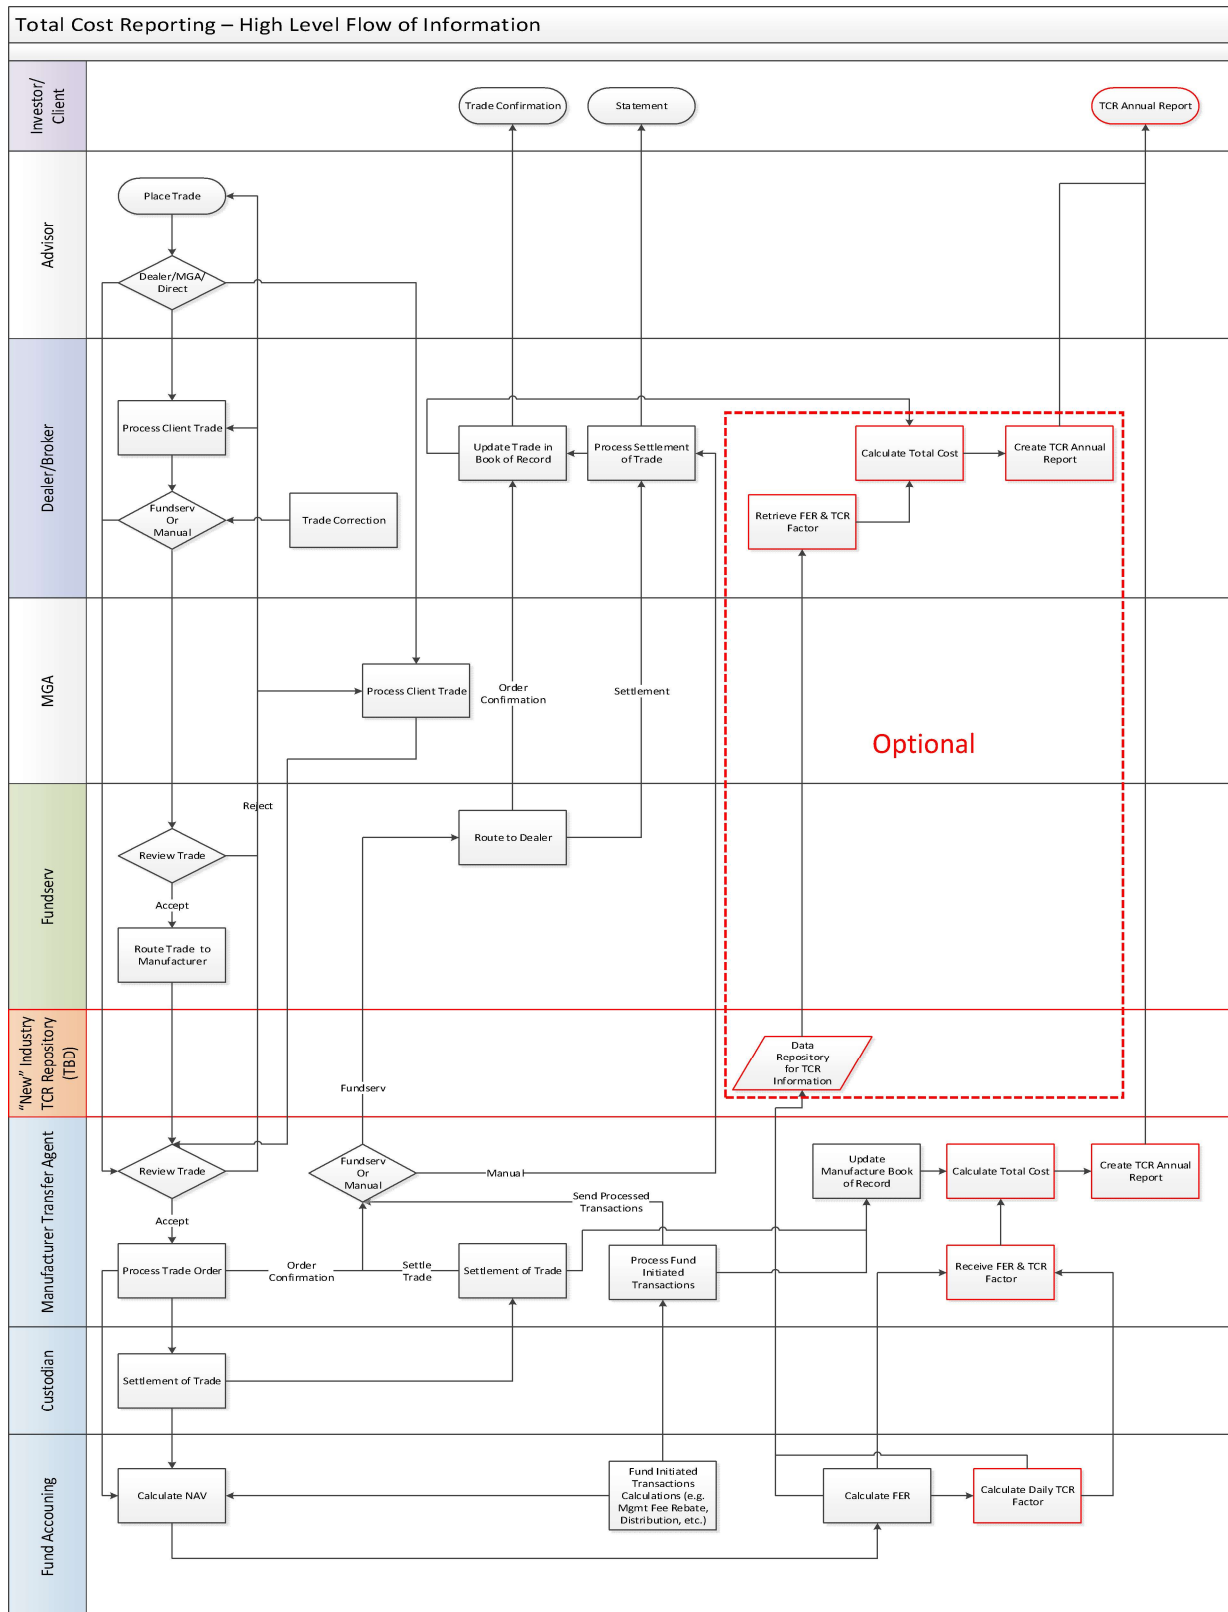 Total Cost Reporting – High Level Flow of Information
Investor/
Client
Trade Confirmation
Statement
TCR Annual Report
Advisor
Place Trade
Dealer/MGA/
Direct
Dealer/Broker
Process Client Trade
Fundserv
Or
Manual
Trade Correction
Update Trade in
Book of Record
Process Settlement
of Trade
Calculate Total Cost
Create TCR Annual
Report
Retrieve FER & TCR
Factor
MGA
Process Client Trade
Order
Confirmation
Settlement
Optional
Fundserv
Reject
Review Trade
Accept
Route Trade to
Manufacturer
Route to Dealer
"New" Industry
TCR Repository
(TBD)
Data
Repository
for TCR
Information
Fundserv
Manufacturer Transfer Agent
Review Trade
Accept
Process Trade Order
Order
Confirmation
Fundserv
Or
Manual
Manual
Settle
Trade
Settlement of Trade
Send Processed
Transactions
Process Fund
Initiated
Transactions
Update
Manufacture Book
of Record
Calculate Total Cost
Create TCR Annual
Report
Receive FER & TCR
Factor
Custodian
Settlement of Trade
Fund Accouning
Calculate NAV
Fund Initiated
Transactions
Calculations (e.g.
Mgmt Fee Rebate,
Distribution, etc.)
Calculate FER
Calculate Daily TCR
Factor